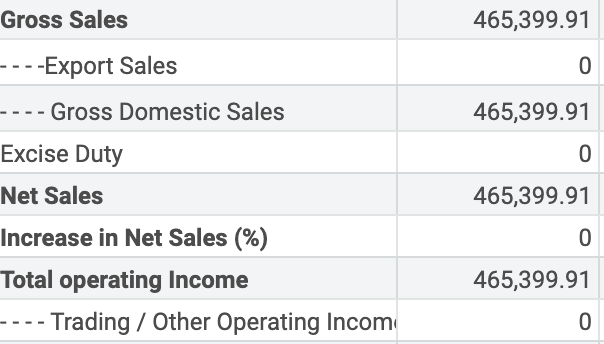 Gross Sales 465,399.91
- - - -Export Sales 0
- - - - Gross Domestic Sales 465,399.91
Excise Duty 0
Net Sales 465,399.91
Increase in Net Sales (%) 0
Total operating Income 465,399.91
- - - - Trading / Other Operating Incom 0